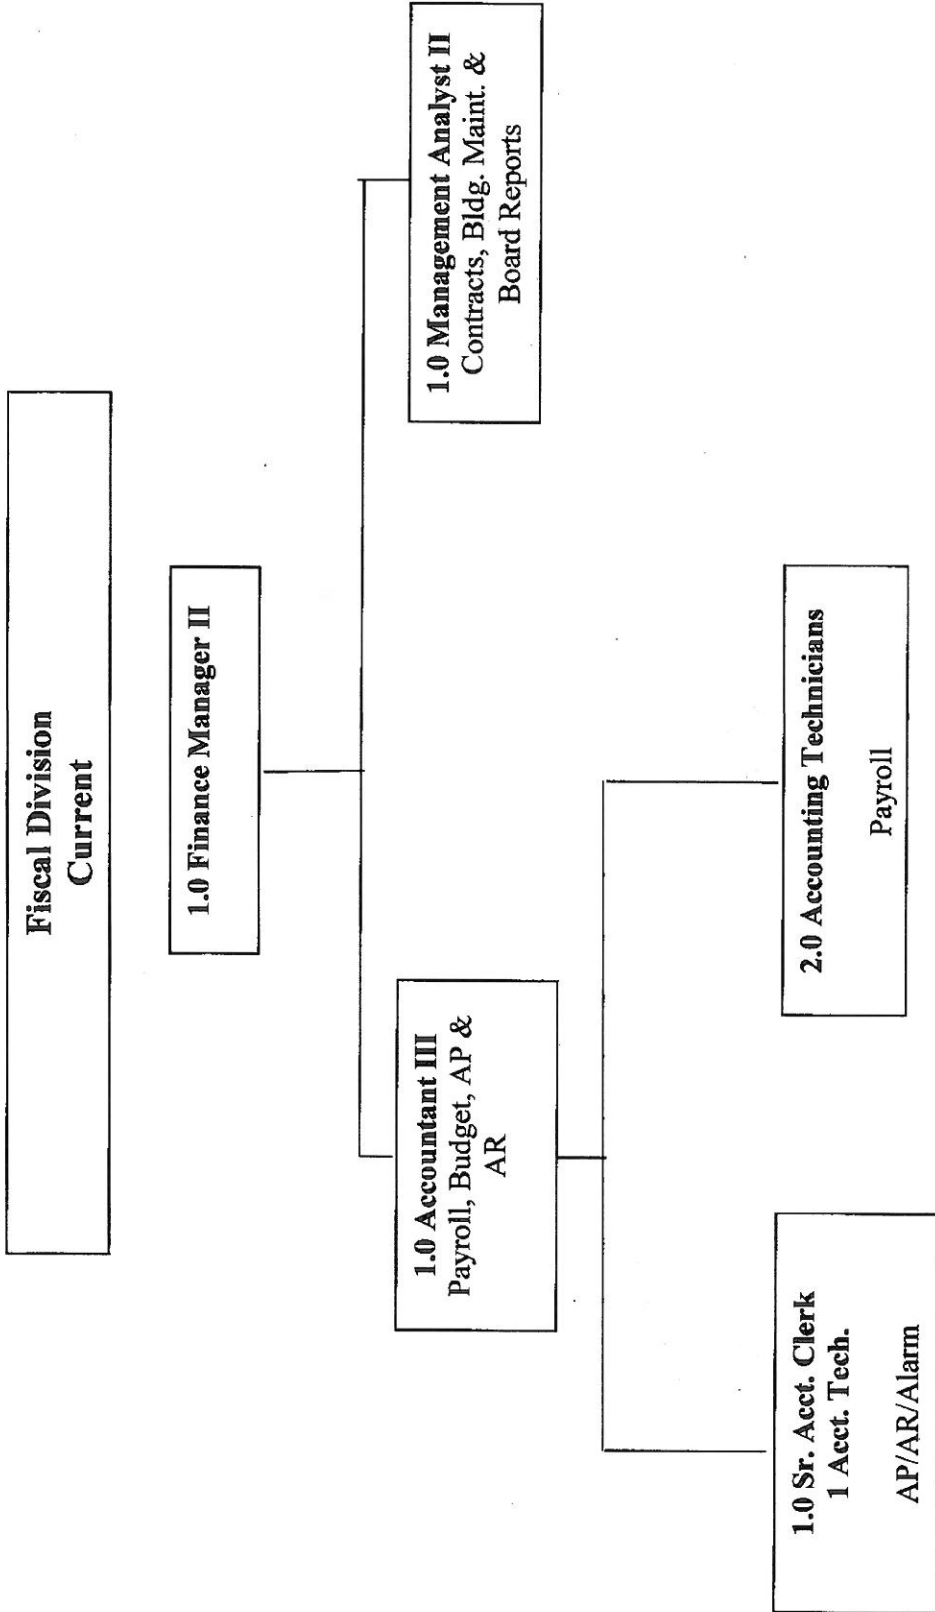 Fiscal Division
Current
1.0 Finance Manager II
1.0 Accountant III
Payroll, Budget, AP &
AR
1.0 Management Analyst II
Contracts, Bldg. Maint. &
Board Reports
1.0 Sr. Acct. Clerk
1 Acct. Tech.
AP/AR/Alarm
2.0 Accounting Technicians
Payroll